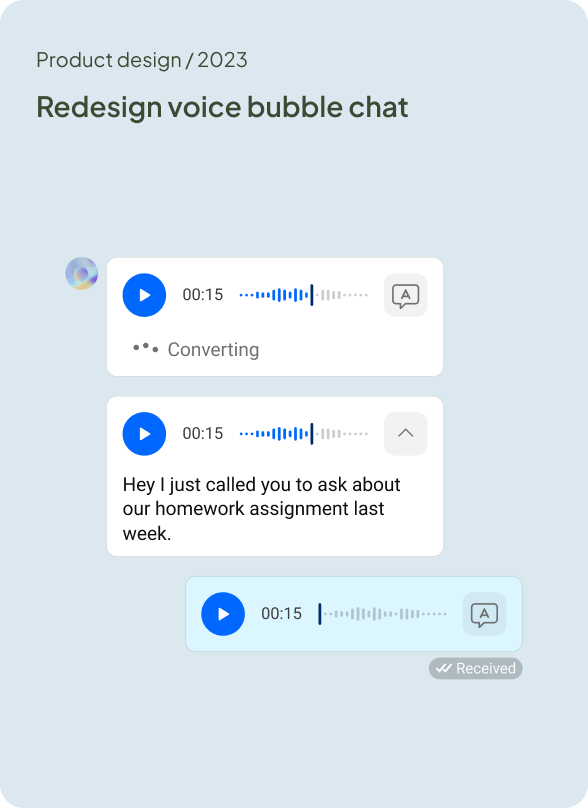 Product design / 2023
Redesign voice bubble chat
00:15
A
Converting
00:15
Hey I just called you to ask about
our homework assignment last
week.
00:15
A
Received